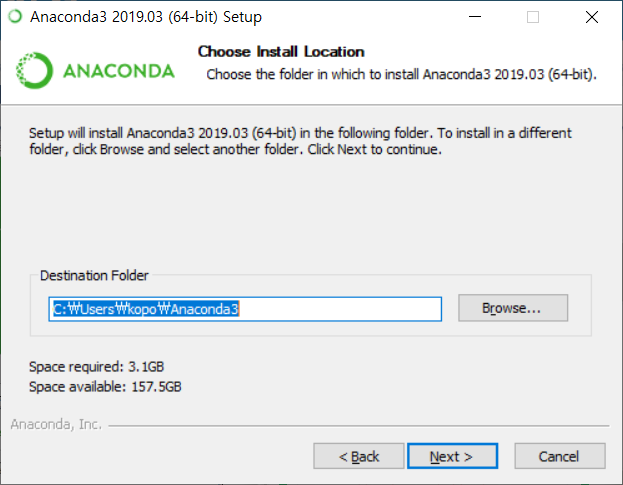 Anaconda3 2019.03 (64-bit) Setup
Choose Install Location
ANACONDA
Choose the folder in which to install Anaconda3 2019.03 (64-bit).
Setup will install Anaconda3 2019.03 (64-bit) in the following folder. To install in a different
folder, click Browse and select another folder. Click Next to continue.
Destination Folder
C:₩Users₩kopo₩Anaconda3
Browse...
Space required: 3.1GB
Space available: 157.5GB
Anaconda, Inc.
< Back
Next >
Cancel